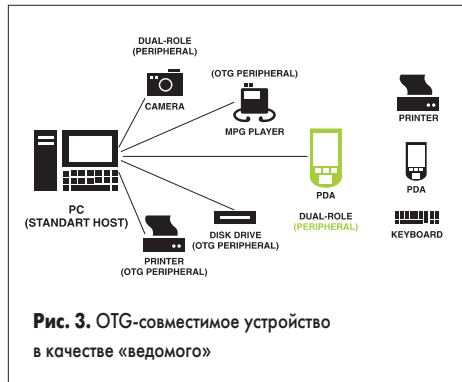 DUAL-ROLE
(PERIPHERAL)
CAMERA
(OTG PERIPHERAL)
MPG PLAYER
PRINTER
PC
(STANDART HOST)
PDA
DUAL-ROLE
(PERIPHERAL)
PDA
KEYBOARD
DISK DRIVE
(OTG PERIPHERAL)
PRINTER
(OTG PERIPHERAL)
Рис. 3. OTG-совместимое устройство
в качестве «ведомого»